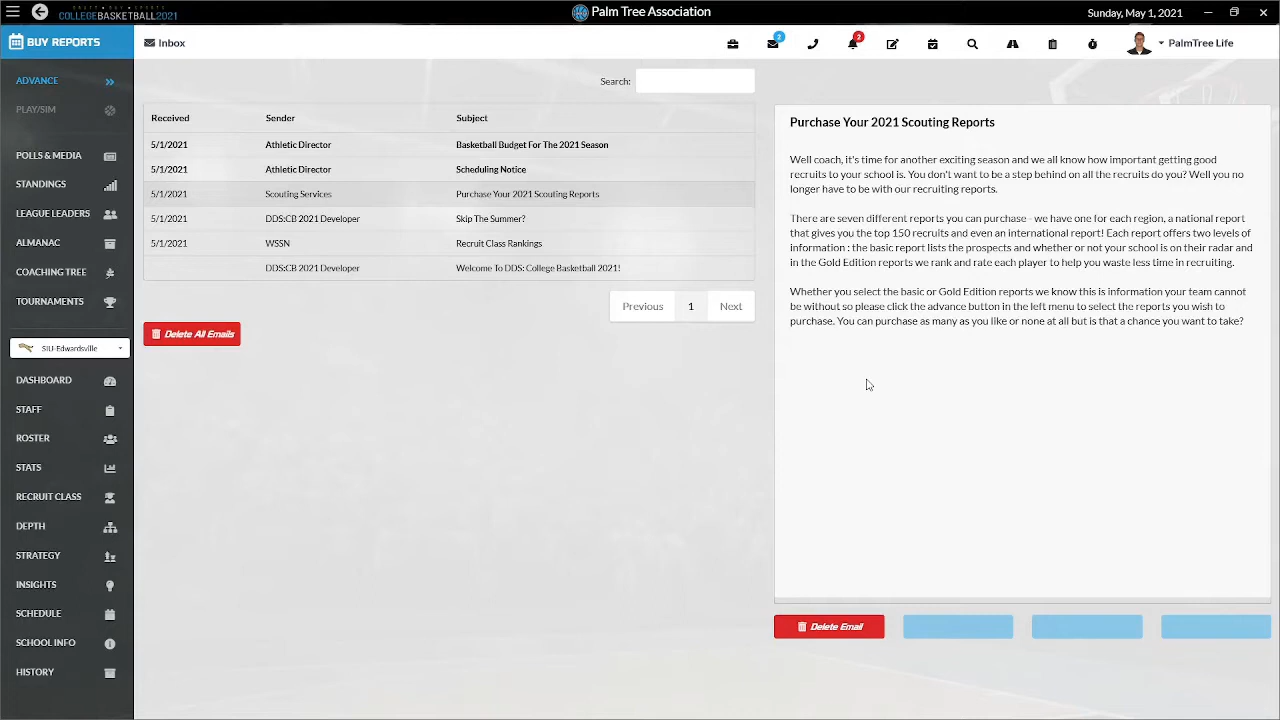 DRAFT DAY SPORTS
COLLEGEBASKETBALL2021
Palm Tree Association
Sunday, May 1, 2021
BUY REPORTS
Inbox
2
2
PalmTree Life
ADVANCE
PLAY/SIM
POLLS & MEDIA
STANDINGS
LEAGUE LEADERS
ALMANAC
COACHING TREE
TOURNAMENTS
SIU-Edwardsville
DASHBOARD
STAFF
ROSTER
STATS
RECRUIT CLASS
DEPTH
STRATEGY
INSIGHTS
SCHEDULE
SCHOOL INFO
HISTORY
Search:
Received Sender Subject
5/1/2021 Athletic Director Basketball Budget For The 2021 Season
5/1/2021 Athletic Director Scheduling Notice
5/1/2021 Scouting Services Purchase Your 2021 Scouting Reports
5/1/2021 DDS:CB 2021 Developer Skip The Summer?
5/1/2021 WSSN Recruit Class Rankings
DDS:CB 2021 Developer Welcome To DDS: College Basketball 2021!
Previous 1 Next
Delete All Emails
Purchase Your 2021 Scouting Reports
Well coach, it's time for another exciting season and we all know how important getting good
recruits to your school is. You don't want to be a step behind on all the recruits do you? Well you no
longer have to be with our recruiting reports.
There are seven different reports you can purchase - we have one for each region, a national report
that gives you the top 150 recruits and even an international report! Each report offers two levels of
information : the basic report lists the prospects and whether or not your school is on their radar and
in the Gold Edition reports we rank and rate each player to help you waste less time in recruiting.
Whether you select the basic or Gold Edition reports we know this is information your team cannot
be without so please click the advance button in the left menu to select the reports you wish to
purchase. You can purchase as many as you like or none at all but is that a chance you want to take?
Delete Email